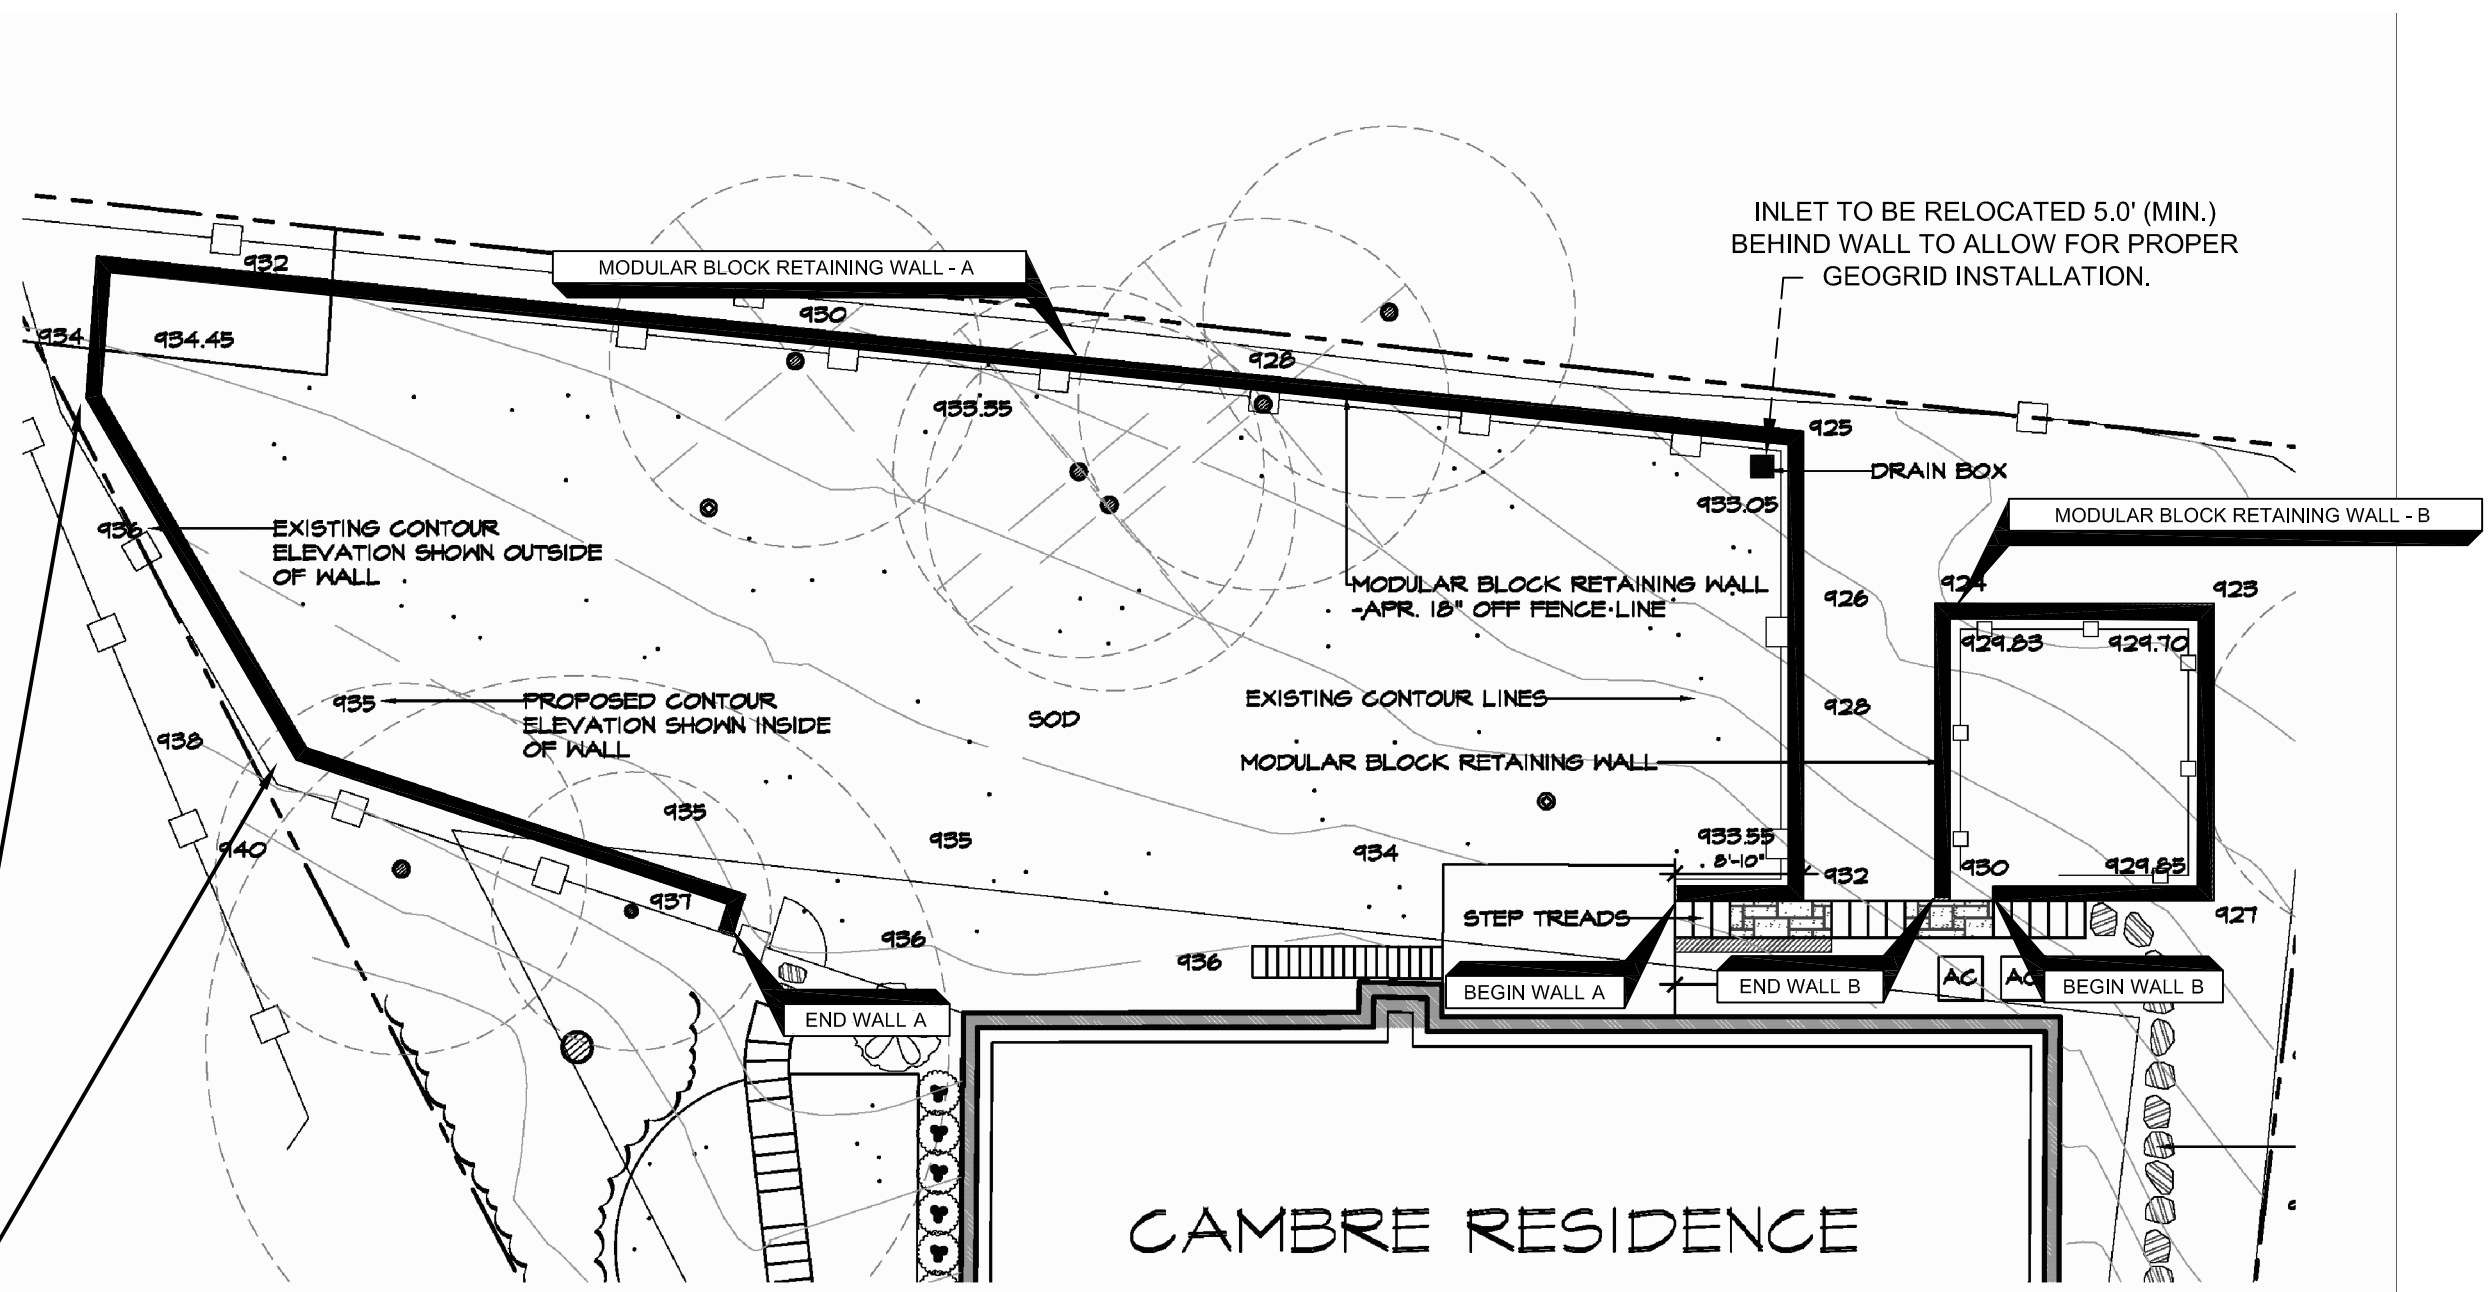 INLET TO BE RELOCATED 5.0' (MIN.)
BEHIND WALL TO ALLOW FOR PROPER
GEOGRID INSTALLATION.
932
MODULAR BLOCK RETAINING WALL - A
934
934.45
930
928
933.35
925
DRAIN BOX
933.05
MODULAR BLOCK RETAINING WALL - B
936
EXISTING CONTOUR
ELEVATION SHOWN OUTSIDE
OF WALL
MODULAR BLOCK RETAINING WALL
-APR. 18" OFF FENCE LINE
926
924
923
929.83
929.70
935
PROPOSED CONTOUR
ELEVATION SHOWN INSIDE
OF WALL
SOD
EXISTING CONTOUR LINES
928
938
MODULAR BLOCK RETAINING WALL
935
935
933.55
8'-10"
940
934
932
930
929.85
937
936
STEP TREADS
927
936
BEGIN WALL A
END WALL B
AC
AC
BEGIN WALL B
END WALL A
CAMBRE RESIDENCE